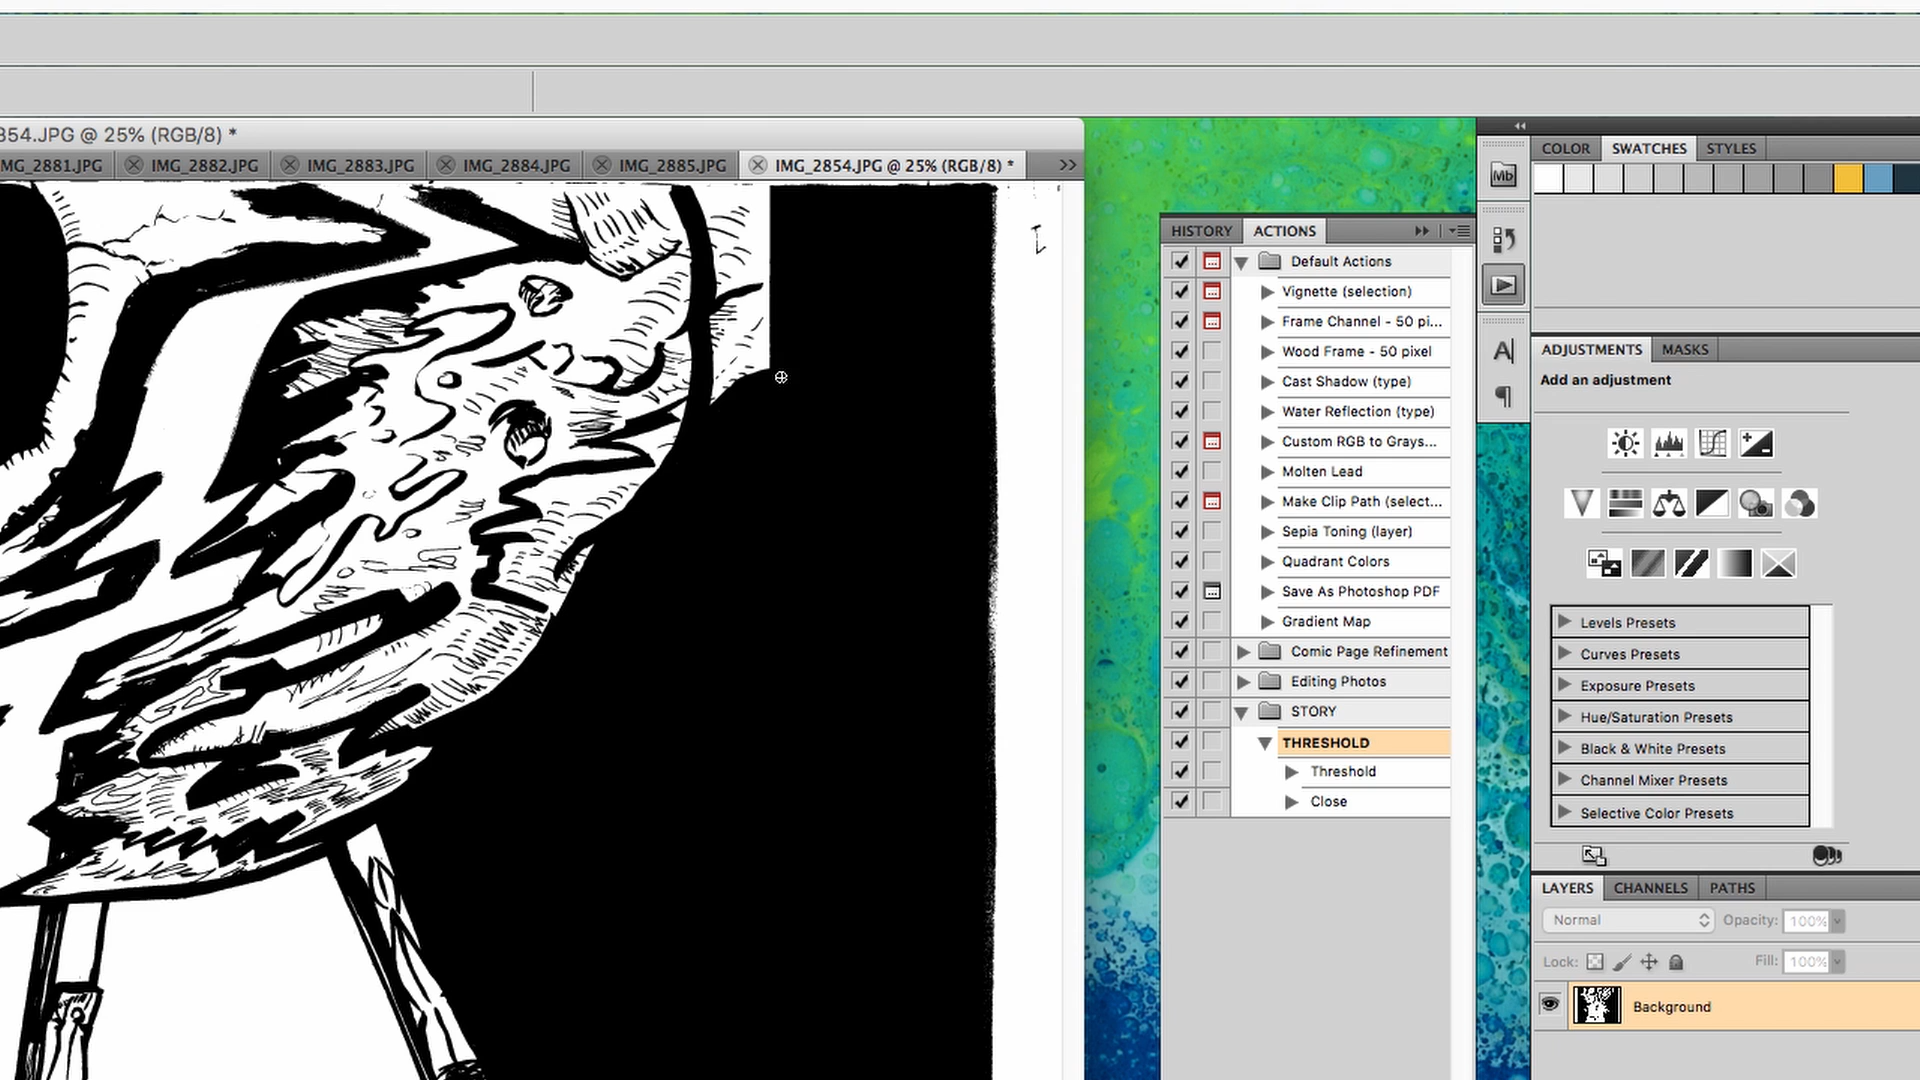 854.JPG @ 25% (RGB/8) *
MG_2881.JPG
IMG_2882.JPG
IMG_2883.JPG
IMG_2884.JPG
IMG_2885.JPG
IMG_2854.JPG @ 25% (RGB/8) *
>>
HISTORY
ACTIONS
Default Actions
Vignette (selection)
Frame Channel - 50 pi...
Wood Frame - 50 pixel
Cast Shadow (type)
Water Reflection (type)
Custom RGB to Grays...
Molten Lead
Make Clip Path (select...
Sepia Toning (layer)
Quadrant Colors
Save As Photoshop PDF
Gradient Map
Comic Page Refinement
Editing Photos
STORY
THRESHOLD
Threshold
Close
Mb
A
¶
COLOR
SWATCHES
STYLES
ADJUSTMENTS
MASKS
Add an adjustment
Levels Presets
Curves Presets
Exposure Presets
Hue/Saturation Presets
Black & White Presets
Channel Mixer Presets
Selective Color Presets
LAYERS
CHANNELS
PATHS
Normal
Opacity: 100%
Lock:
Fill: 100%
Background